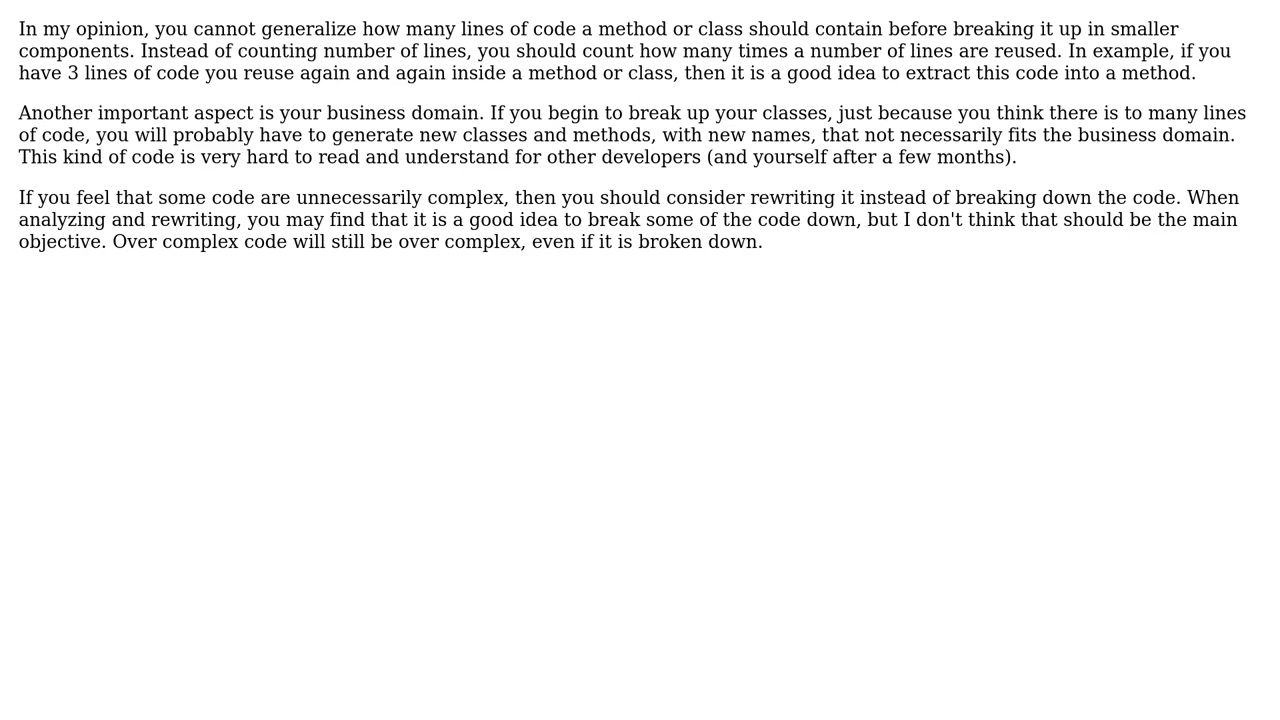 In my opinion, you cannot generalize how many lines of code a method or class should contain before breaking it up in smaller
components. Instead of counting number of lines, you should count how many times a number of lines are reused. In example, if you
have 3 lines of code you reuse again and again inside a method or class, then it is a good idea to extract this code into a method.
Another important aspect is your business domain. If you begin to break up your classes, just because you think there is to many lines
of code, you will probably have to generate new classes and methods, with new names, that not necessarily fits the business domain.
This kind of code is very hard to read and understand for other developers (and yourself after a few months).
If you feel that some code are unnecessarily complex, then you should consider rewriting it instead of breaking down the code. When
analyzing and rewriting, you may find that it is a good idea to break some of the code down, but I don't think that should be the main
objective. Over complex code will still be over complex, even if it is broken down.